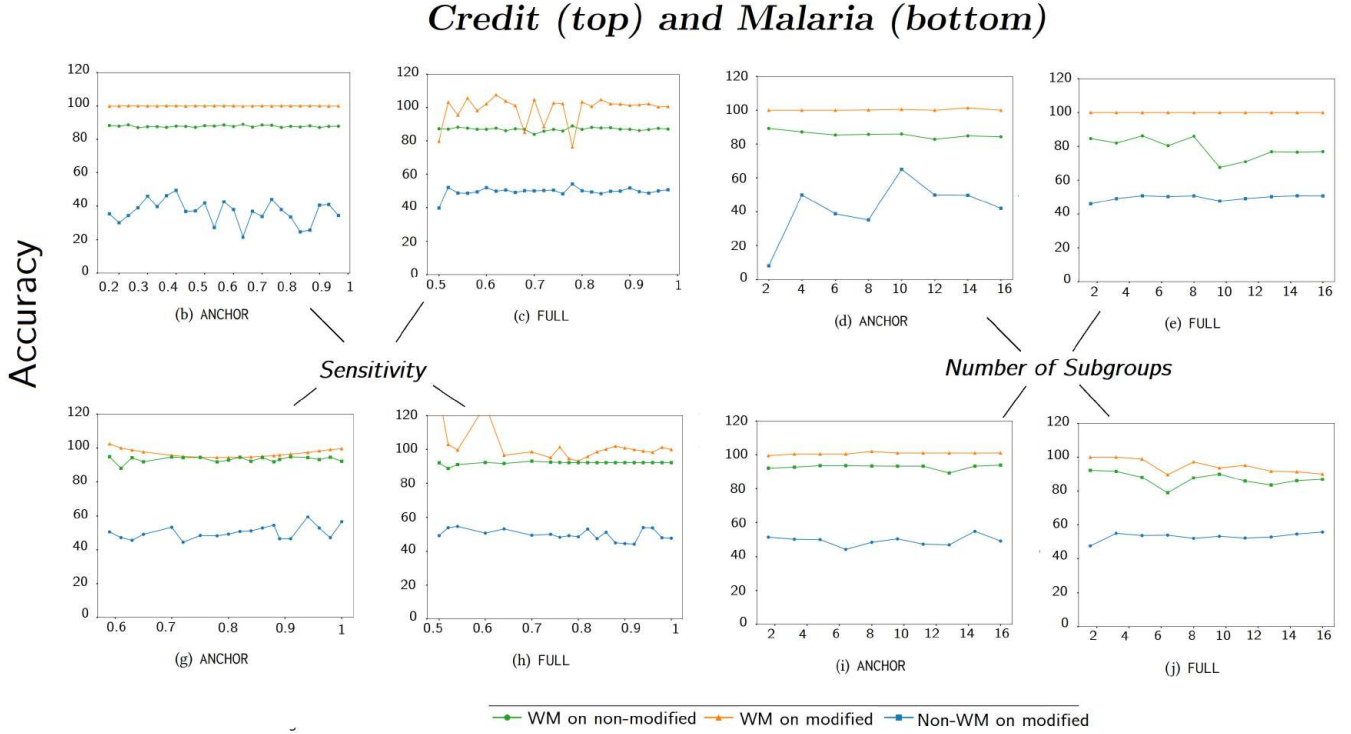 Credit (top) and Malaria (bottom)
Accuracy
120
100
80
60
40
20
0
0.2 0.3 0.4 0.5 0.6 0.7 0.8 0.9 1
(b) ANCHOR
120
100
80
60
40
20
0
0.5 0.6 0.7 0.8 0.9 1
(c) FULL
120
100
80
60
40
20
0
2 4 6 8 10 12 14 16
(d) ANCHOR
120
100
80
60
40
20
0
2 4 6 8 10 12 14 16
(e) FULL
Sensitivity
Number of Subgroups
120
100
80
60
40
20
0
0.6 0.7 0.8 0.9 1
(g) ANCHOR
120
100
80
60
40
20
0
0.5 0.6 0.7 0.8 0.9 1
(h) FULL
120
100
80
60
40
20
0
2 4 6 8 10 12 14 16
(i) ANCHOR
120
100
80
60
40
20
0
2 4 6 8 10 12 14 16
(j) FULL
WM on non-modified WM on modified Non-WM on modified